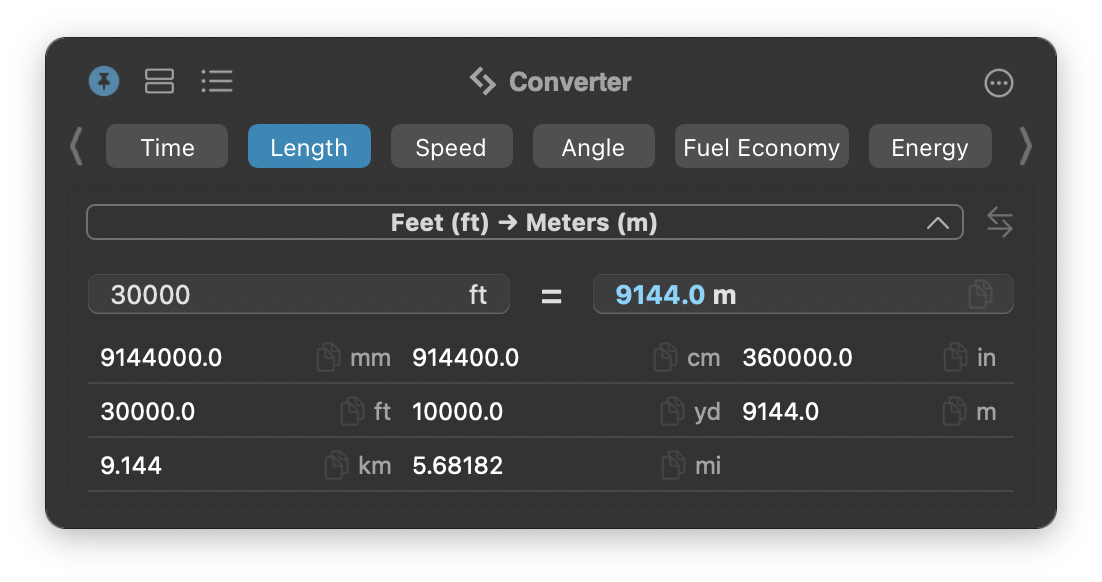 Converter
Time Length Speed Angle Fuel Economy Energy
Feet (ft) → Meters (m)
30000 ft = 9144.0 m
9144000.0 mm 914400.0 cm 360000.0 in
30000.0 ft 10000.0 yd 9144.0 m
9.144 km 5.68182 mi